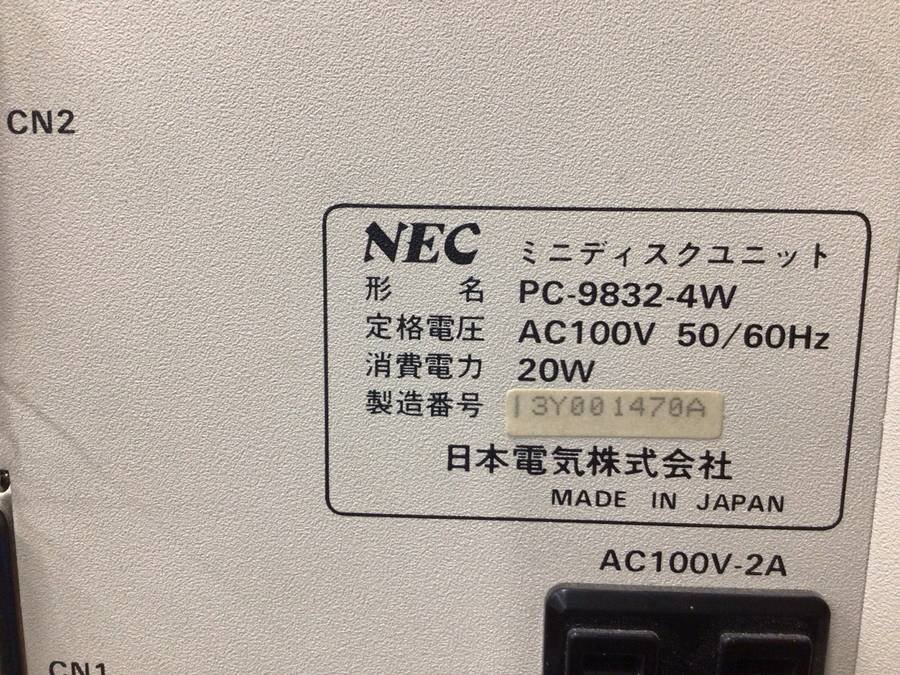 CN2
NEC ミニディスクユニット
形 名 PC-9832-4W
定格電圧 AC100V 50/60Hz
消費電力 20W
製造番号 13Y001470A
日本電気株式会社
MADE IN JAPAN
AC100V-2A
CN1